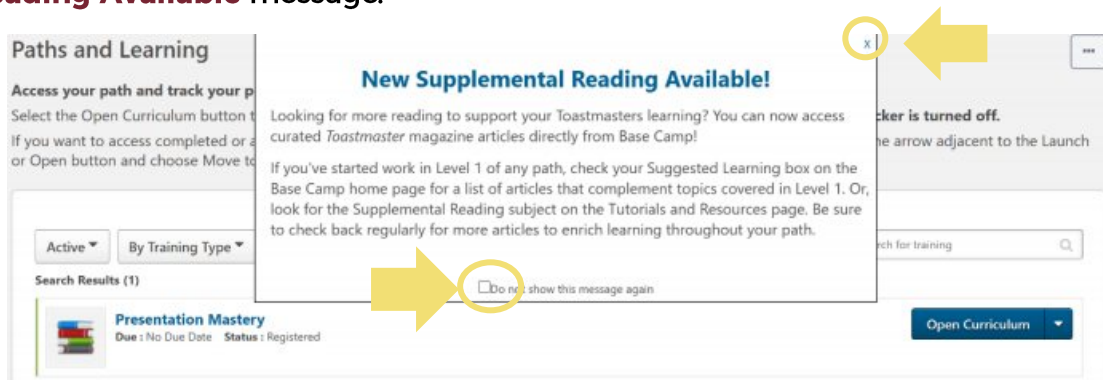 ading Available message.
Paths and Learning
x
...
New Supplemental Reading Available!
Access your path and track your p
Select the Open Curriculum button t
cker is turned off.
If you want to access completed or a
he arrow adjacent to the Launch
or Open button and choose Move to
Looking for more reading to support your Toastmasters learning? You can now access
curated Toastmaster magazine articles directly from Base Camp!
If you've started work in Level 1 of any path, check your Suggested Learning box on the
Base Camp home page for a list of articles that complement topics covered in Level 1. Or,
look for the Supplemental Reading subject on the Tutorials and Resources page. Be sure
to check back regularly for more articles to enrich learning throughout your path.
Do not show this message again
Active
By Training Type
rch for training
Search Results (1)
Presentation Mastery
Due : No Due Date Status : Registered
Open Curriculum